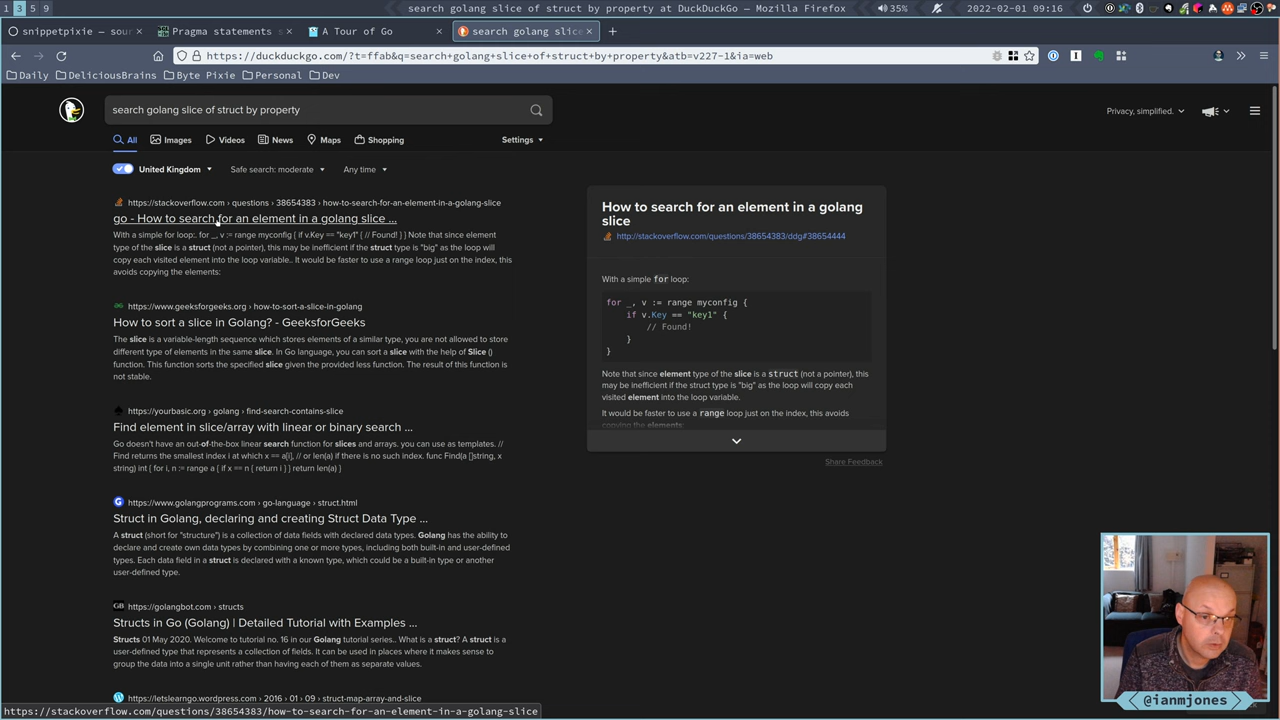 1 3 5 9
search golang slice of struct by property at DuckDuckGo — Mozilla Firefox
35%
2022-02-01 09:16
snippetpixie — sour
Pragma statements s
A Tour of Go
search golang slice
https://duckduckgo.com/?t=ffab&q=search+golang+slice+of+struct+by+property&atb=v227-1&ia=web
Daily
DeliciousBrains
Byte Pixie
Personal
Dev
search golang slice of struct by property
Privacy, simplified.
All
Images
Videos
News
Maps
Shopping
Settings
United Kingdom
Safe search: moderate
Any time
https://stackoverflow.com › questions › 38654383 › how-to-search-for-an-element-in-a-golang-slice
go - How to search for an element in a golang slice ...
With a simple for loop:. for _, v := range myconfig { if v.Key == "key1" { // Found! } } Note that since element
type of the slice is a struct (not a pointer), this may be inefficient if the struct type is "big" as the loop will
copy each visited element into the loop variable.. It would be faster to use a range loop just on the index, this
avoids copying the elements:
https://www.geeksforgeeks.org › how-to-sort-a-slice-in-golang
How to sort a slice in Golang? - GeeksforGeeks
The slice is a variable-length sequence which stores elements of a similar type, you are not allowed to store
different type of elements in the same slice. In Go language, you can sort a slice with the help of Slice ()
function. This function sorts the specified slice given the provided less function. The result of this function is
not stable.
https://yourbasic.org › golang › find-search-contains-slice
Find element in slice/array with linear or binary search ...
Go doesn't have an out-of-the-box linear search function for slices and arrays. you can use as templates. //
Find returns the smallest index i at which x == a[i], // or len(a) if there is no such index. func Find(a []string, x
string) int { for i, n := range a { if x == n { return i } } return len(a) }
https://www.golangprograms.com › go-language › struct.html
Struct in Golang, declaring and creating Struct Data Type ...
A struct (short for "structure") is a collection of data fields with declared data types. Golang has the ability to
declare and create own data types by combining one or more types, including both built-in and user-defined
types. Each data field in a struct is declared with a known type, which could be a built-in type or another
user-defined type.
GB
https://golangbot.com › structs
Structs in Go (Golang) | Detailed Tutorial with Examples ...
Structs 01 May 2020. Welcome to tutorial no. 16 in our Golang tutorial series.. What is a struct? A struct is a
user-defined type that represents a collection of fields. It can be used in places where it makes sense to
group the data into a single unit rather than having each of them as separate values.
https://letslearngo.wordpress.com › 2016 › 01 › 09 › struct-map-array-and-slice
https://stackoverflow.com/questions/38654383/how-to-search-for-an-element-in-a-golang-slice
How to search for an element in a golang
slice
http://stackoverflow.com/questions/38654383/ddg#38654444
With a simple for loop:
for _, v := range myconfig {
if v.Key == "key1" {
// Found!
}
}
Note that since element type of the slice is a struct (not a pointer), this
may be inefficient if the struct type is "big" as the loop will copy each
visited element into the loop variable.
It would be faster to use a range loop just on the index, this avoids
copying the elements:
Share Feedback
@ianmjones